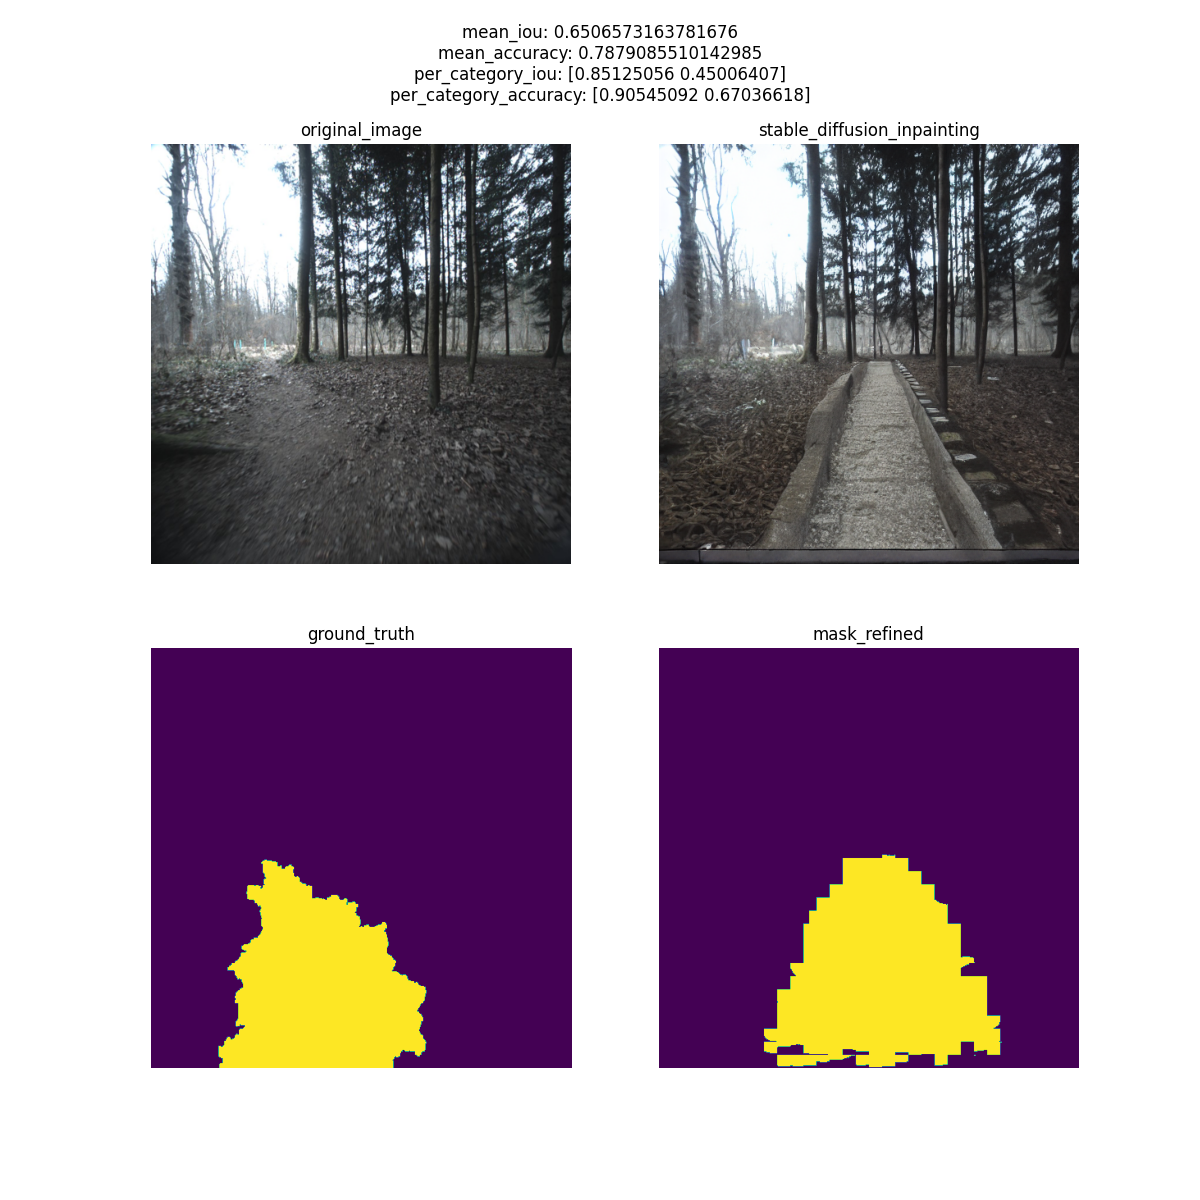 mean_iou: 0.6506573163781676
mean_accuracy: 0.7879085510142985
per_category_iou: [0.85125056 0.45006407]
per_category_accuracy: [0.90545092 0.67036618]
original_image
stable_diffusion_inpainting
ground_truth
mask_refined